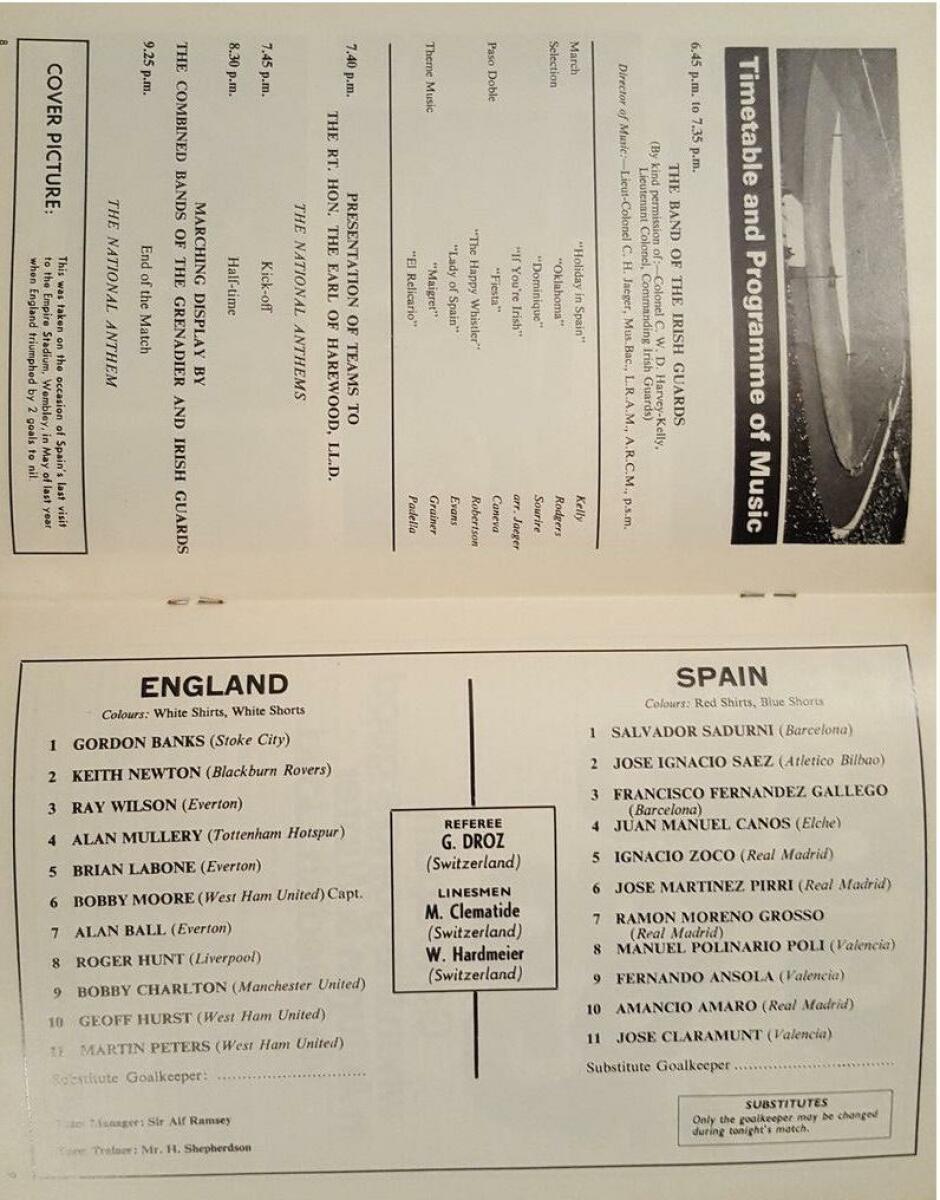 Timetable and Programme of Music
6.45 p.m. to 7.35 p.m.
THE BAND OF THE IRISH GUARDS
(By kind permission of:—Colonel C. W. D. Harvey-Kelly,
Lieutenant Colonel, Commanding Irish Guards)
Director of Music:—Lieut-Colonel C. H. Jaeger, Mus.Bac., L.R.A.M., A.R.C.M., p.s.m.
March "Holiday in Spain" Kelly
Selection "Oklahoma" Rodgers
"Dominique" Sourire
"If You're Irish" arr. Jaeger
Paso Doble "Fiesta" Caneva
"The Happy Whistler" Robertson
"Lady of Spain" Evans
Theme Music "Maigret" Grainer
"El Relicario" Padella
7.40 p.m. PRESENTATION OF TEAMS TO
THE RT. HON. THE EARL OF HAREWOOD, LL.D.
THE NATIONAL ANTHEMS
7.45 p.m. Kick-off
8.30 p.m. Half-time
MARCHING DISPLAY BY
THE COMBINED BANDS OF THE GRENADIER AND IRISH GUARDS
9.25 p.m. End of the Match
THE NATIONAL ANTHEM
COVER PICTURE: This was taken on the occasion of Spain's last visit
to the Empire Stadium, Wembley, in May of last year
when England triumphed by 2 goals to nil.
8
ENGLAND
Colours: White Shirts, White Shorts
1 GORDON BANKS (Stoke City)
2 KEITH NEWTON (Blackburn Rovers)
3 RAY WILSON (Everton)
4 ALAN MULLERY (Tottenham Hotspur)
5 BRIAN LABONE (Everton)
6 BOBBY MOORE (West Ham United) Capt.
7 ALAN BALL (Everton)
8 ROGER HUNT (Liverpool)
9 BOBBY CHARLTON (Manchester United)
10 GEOFF HURST (West Ham United)
11 MARTIN PETERS (West Ham United)
Substitute Goalkeeper: ..............................
Manager: Sir Alf Ramsey
Trainer: Mr. H. Shepherdson
REFEREE
G. DROZ
(Switzerland)
LINESMEN
M. Clematide
(Switzerland)
W. Hardmeier
(Switzerland)
SPAIN
Colours: Red Shirts, Blue Shorts
1 SALVADOR SADURNI (Barcelona)
2 JOSE IGNACIO SAEZ (Atletico Bilbao)
3 FRANCISCO FERNANDEZ GALLEGO
(Barcelona)
4 JUAN MANUEL CANOS (Elche)
5 IGNACIO ZOCO (Real Madrid)
6 JOSE MARTINEZ PIRRI (Real Madrid)
7 RAMON MORENO GROSSO
(Real Madrid)
8 MANUEL POLINARIO POLI (Valencia)
9 FERNANDO ANSOLA (Valencia)
10 AMANCIO AMARO (Real Madrid)
11 JOSE CLARAMUNT (Valencia)
Substitute Goalkeeper ..............................
SUBSTITUTES
Only the goalkeeper may be changed
during tonight's match.